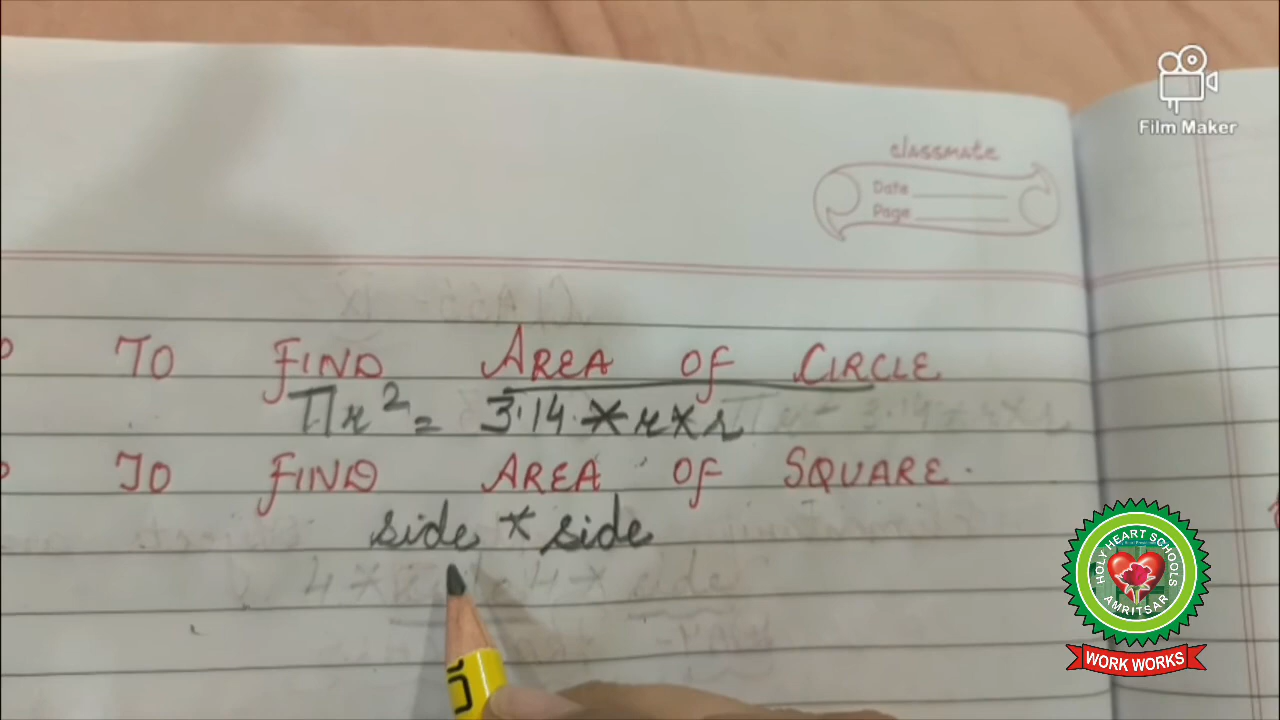 Film Maker
classmate
Date
Page
TO FIND AREA OF CIRCLE
πr² = 3.14 * r * r
TO FIND AREA OF SQUARE.
side * side
HOLY HEART SCHOOLS
AMRITSAR
WORK WORKS